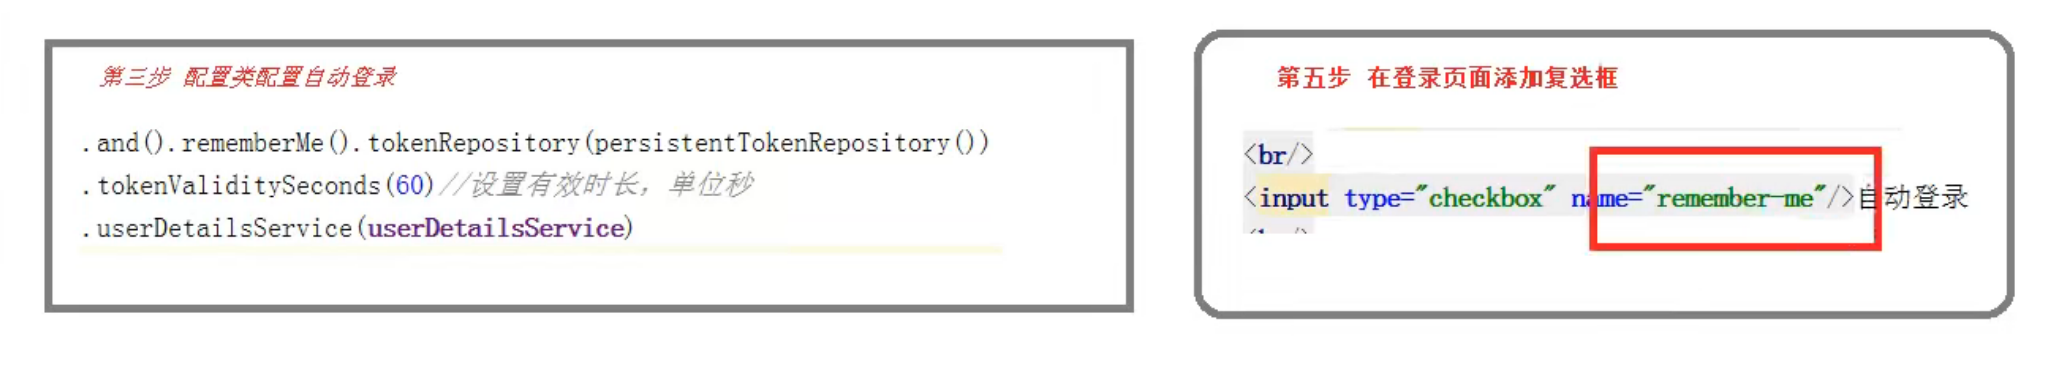 第三步 配置类配置自动登录
.and().rememberMe().tokenRepository(persistentTokenRepository())
.tokenValiditySeconds(60)//设置有效时长，单位秒
.userDetailsService(userDetailsService)
第五步 在登录页面添加复选框
<br/>
<input type="checkbox" name="remember-me"/>自动登录